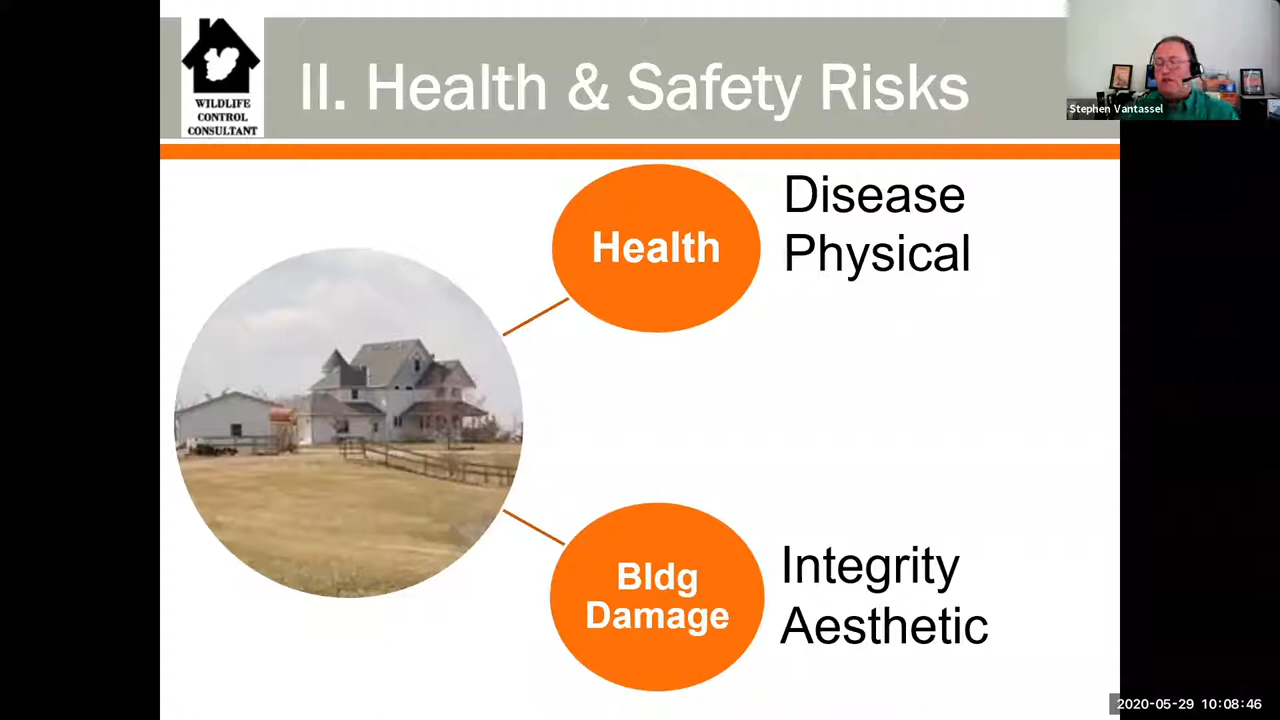 WILDLIFE
CONTROL
CONSULTANT
II. Health & Safety Risks
Stephen Vantassel
Health
Disease
Physical
Bldg
Damage
Integrity
Aesthetic
2020-05-29 10:08:46